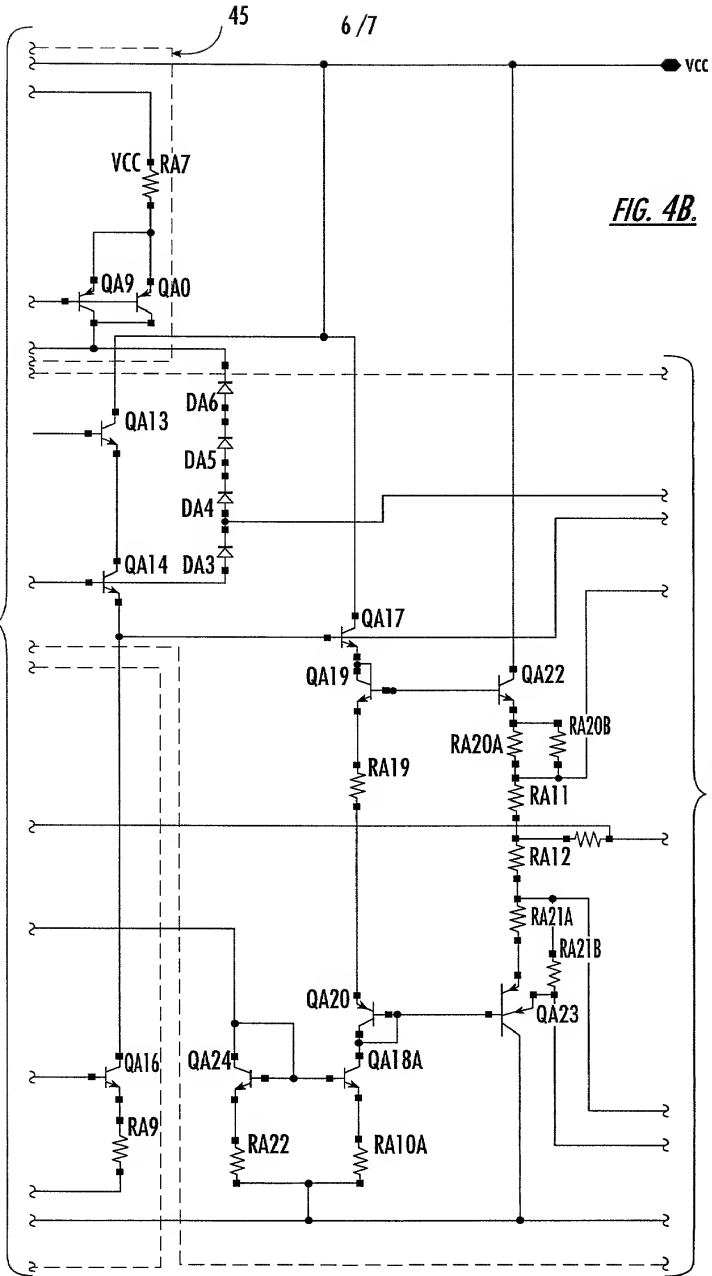 45
6/7
VCC
VCC RA7
FIG. 4B.
QA9 QA0
DA6
QA13
DA5
DA4
QA14 DA3
QA17
QA19 QA22
RA20A RA20B
RA19 RA11
RA12
RA21A
RA21B
QA20 QA23
QA16 QA24 QA18A
RA9 RA22 RA10A